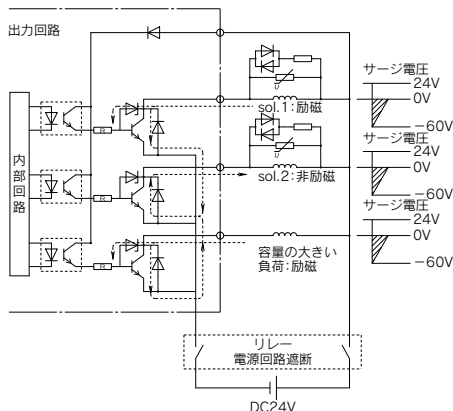 出力回路
サージ電圧
24V
0V
−60V
sol.1:励磁
R
U
内部回路
サージ電圧
24V
0V
−60V
sol.2:非励磁
R
U
サージ電圧
24V
0V
−60V
容量の大きい
負荷:励磁
R
リレー
電源回路遮断
DC24V